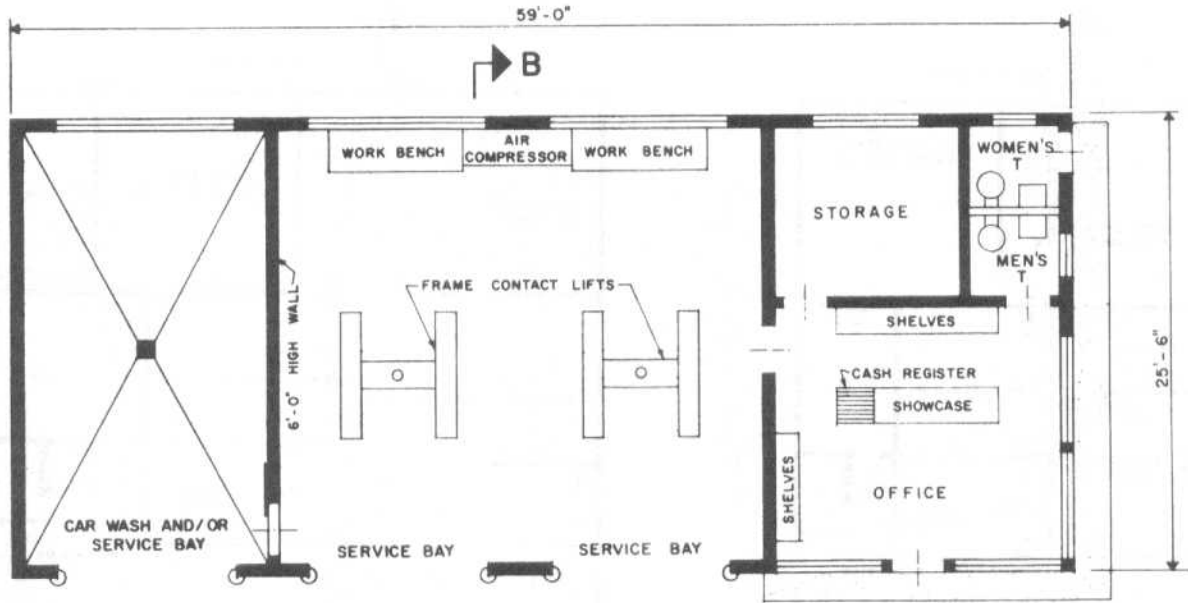 59'-0"
B
WORK BENCH
AIR
COMPRESSOR
WORK BENCH
WOMEN'S
T
STORAGE
MEN'S
T
FRAME CONTACT LIFTS
SHELVES
6'-0" HIGH WALL
25'-6"
CASH REGISTER
SHOWCASE
SHELVES
OFFICE
CAR WASH AND/OR
SERVICE BAY
SERVICE BAY
SERVICE BAY